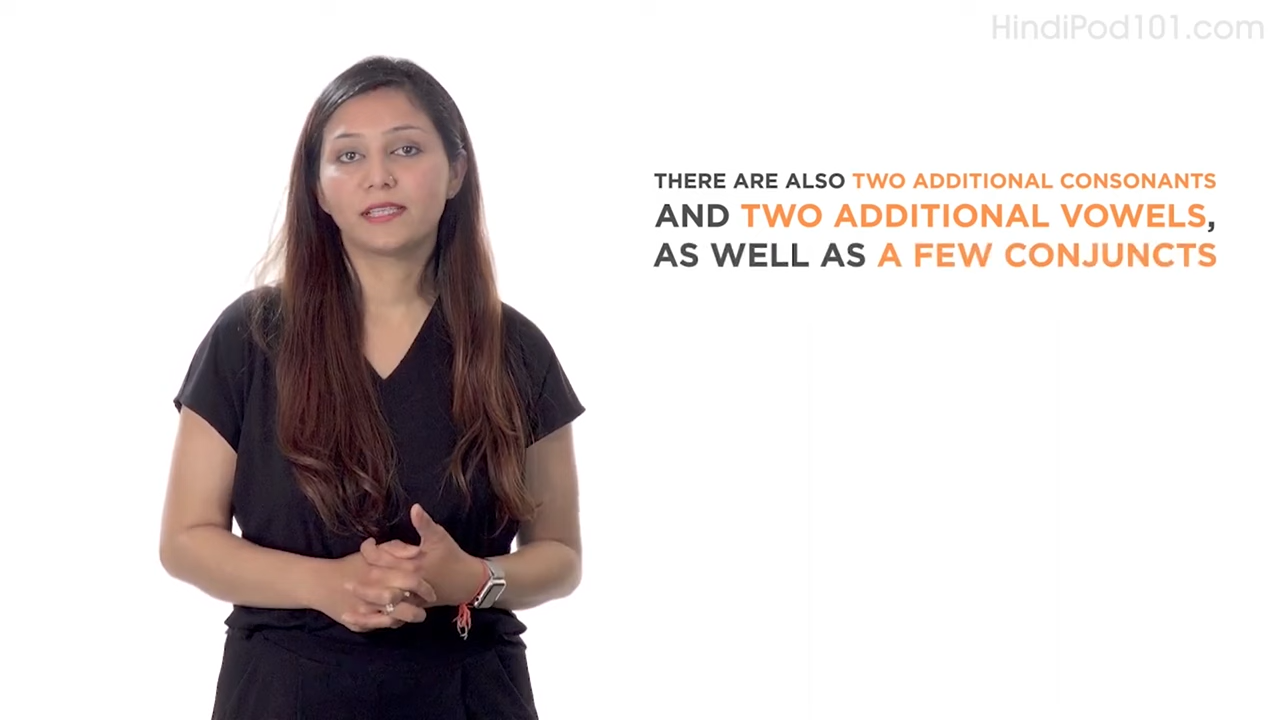 HindiPod101.com
THERE ARE ALSO TWO ADDITIONAL CONSONANTS
AND TWO ADDITIONAL VOWELS,
AS WELL AS A FEW CONJUNCTS